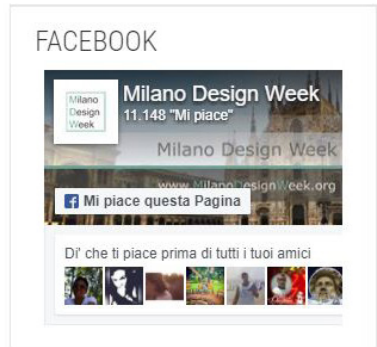 FACEBOOK
Milano
Design
Week
Milano Design Week
11.148 "Mi piace"
Milano Design Week
www.MilanoDesignWeek.org
Mi piace questa Pagina
Di' che ti piace prima di tutti i tuoi amici